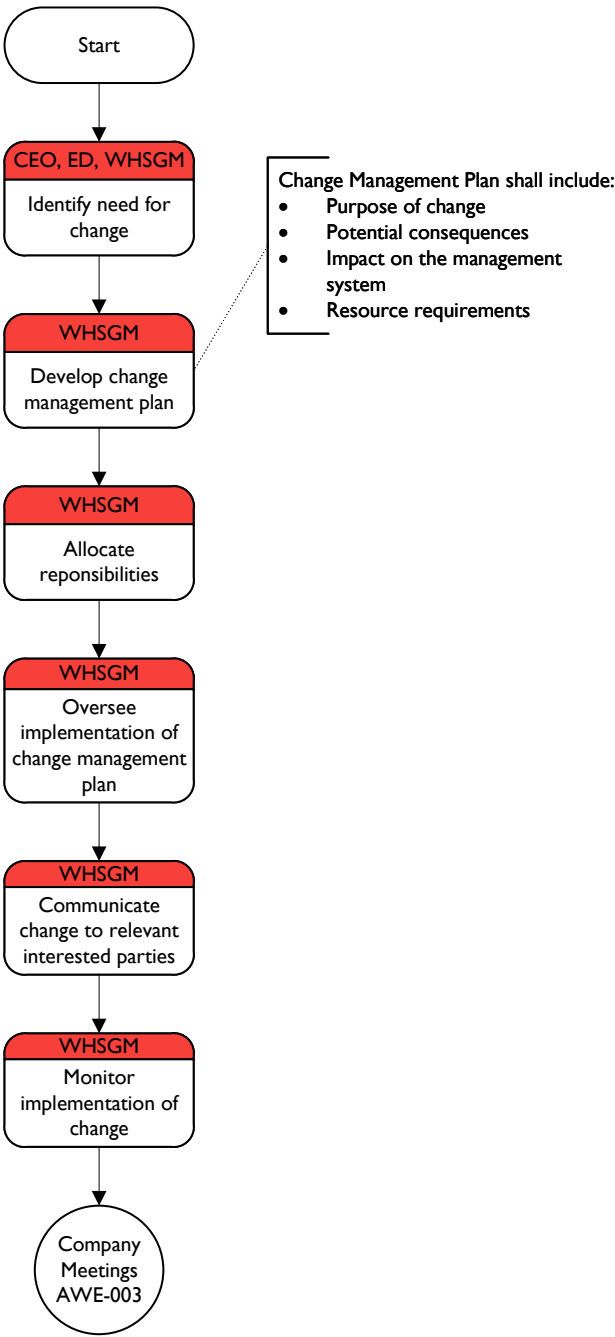 Start
CEO, ED, WHSGM
Identify need for
change
Change Management Plan shall include:
• Purpose of change
• Potential consequences
• Impact on the management
system
• Resource requirements
WHSGM
Develop change
management plan
WHSGM
Allocate
reponsibilities
WHSGM
Oversee
implementation of
change management
plan
WHSGM
Communicate
change to relevant
interested parties
WHSGM
Monitor
implementation of
change
Company
Meetings
AWE-003